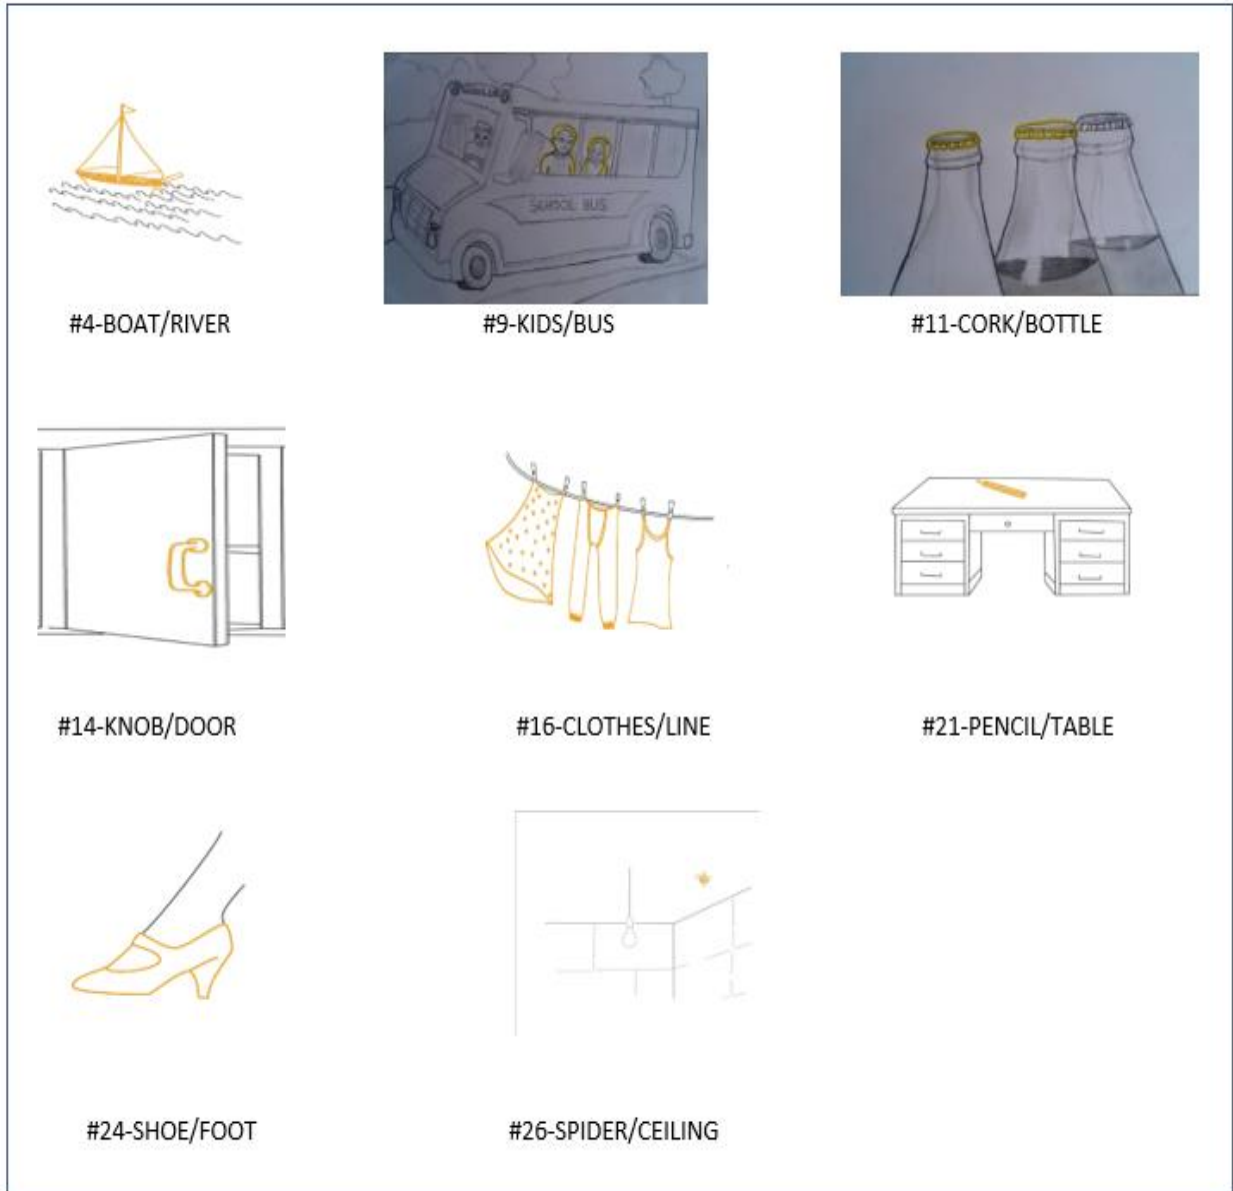 SCHOOL BUS
#4-BOAT/RIVER
#9-KIDS/BUS
#11-CORK/BOTTLE
#14-KNOB/DOOR
#16-CLOTHES/LINE
#21-PENCIL/TABLE
#24-SHOE/FOOT
#26-SPIDER/CEILING